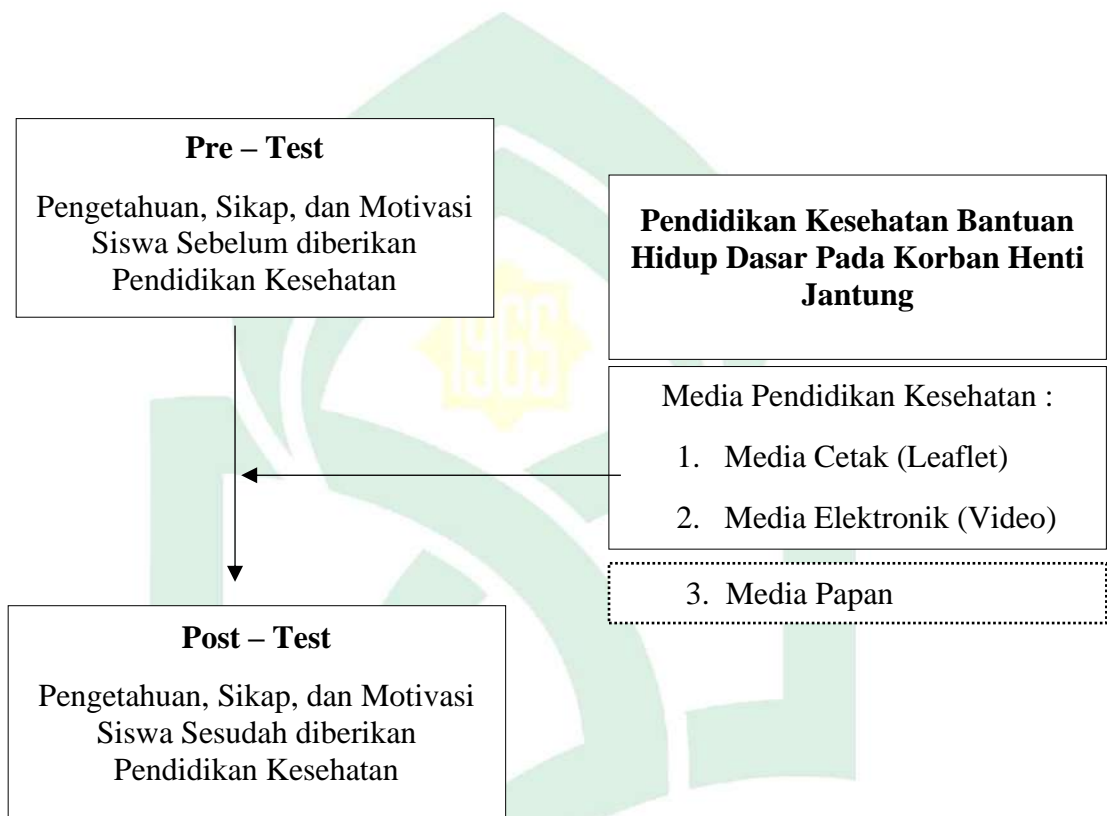 Pre – Test
Pengetahuan, Sikap, dan Motivasi
Siswa Sebelum diberikan
Pendidikan Kesehatan
Pendidikan Kesehatan Bantuan
Hidup Dasar Pada Korban Henti
Jantung
Media Pendidikan Kesehatan :
1. Media Cetak (Leaflet)
2. Media Elektronik (Video)
3. Media Papan
Post – Test
Pengetahuan, Sikap, dan Motivasi
Siswa Sesudah diberikan
Pendidikan Kesehatan
1965